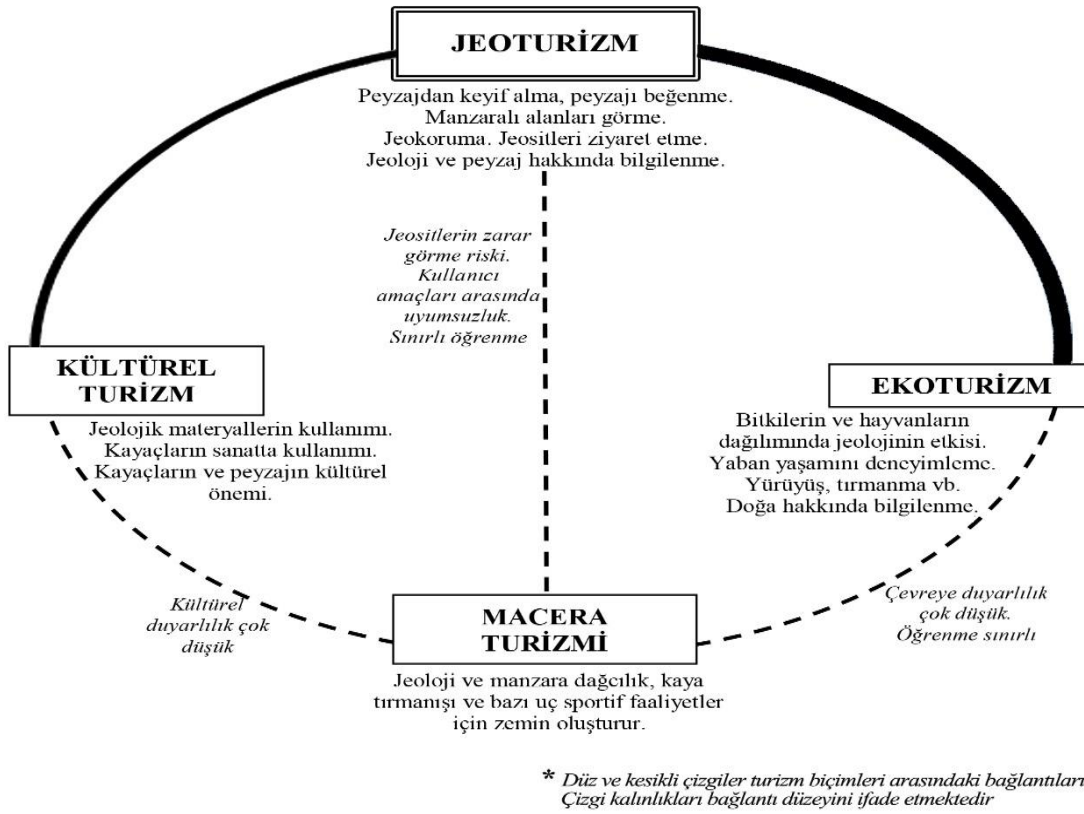 JEOTURİZM
Peyzajdan keyif alma, peyzajı beğenme.
Manzaralı alanları görme.
Jeokoruma. Jeositleri ziyaret etme.
Jeoloji ve peyzaj hakkında bilgilenme.
Jeositlerin zarar
görme riski.
Kullanıcı
amaçları arasında
uyumsuzluk.
Sınırlı öğrenme
KÜLTÜREL
TURİZM
Jeolojik materyallerin kullanımı.
Kayaçların sanatta kullanımı.
Kayaçların ve peyzajın kültürel
önemi.
EKOTURİZM
Bitkilerin ve hayvanların
dağılımında jeolojinin etkisi.
Yaban yaşamını deneyimleme.
Yürüyüş, tırmanma vb.
Doğa hakkında bilgilenme.
Kültürel
duyarlılık çok
düşük
Çevreye duyarlılık
çok düşük.
Öğrenme sınırlı
MACERA
TURİZMİ
Jeoloji ve manzara dağcılık, kaya
tırmanışı ve bazı uç sportif faaliyetler
için zemin oluşturur.
* Düz ve kesikli çizgiler turizm biçimleri arasındaki bağlantıları
Çizgi kalınlıkları bağlantı düzeyini ifade etmektedir